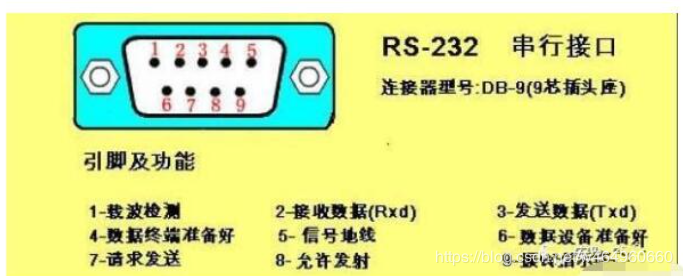 1 2 3 4 5
6 7 8 9
RS-232 串行接口
连接器型号:DB-9(9芯插头座)
引脚及功能
1-载波检测 2-接收数据(Rxd) 3-发送数据(Txd)
4-数据终端准备好 5- 信号地线 6- 数据设备准备好
7-请求发送 8- 允许发射 9-